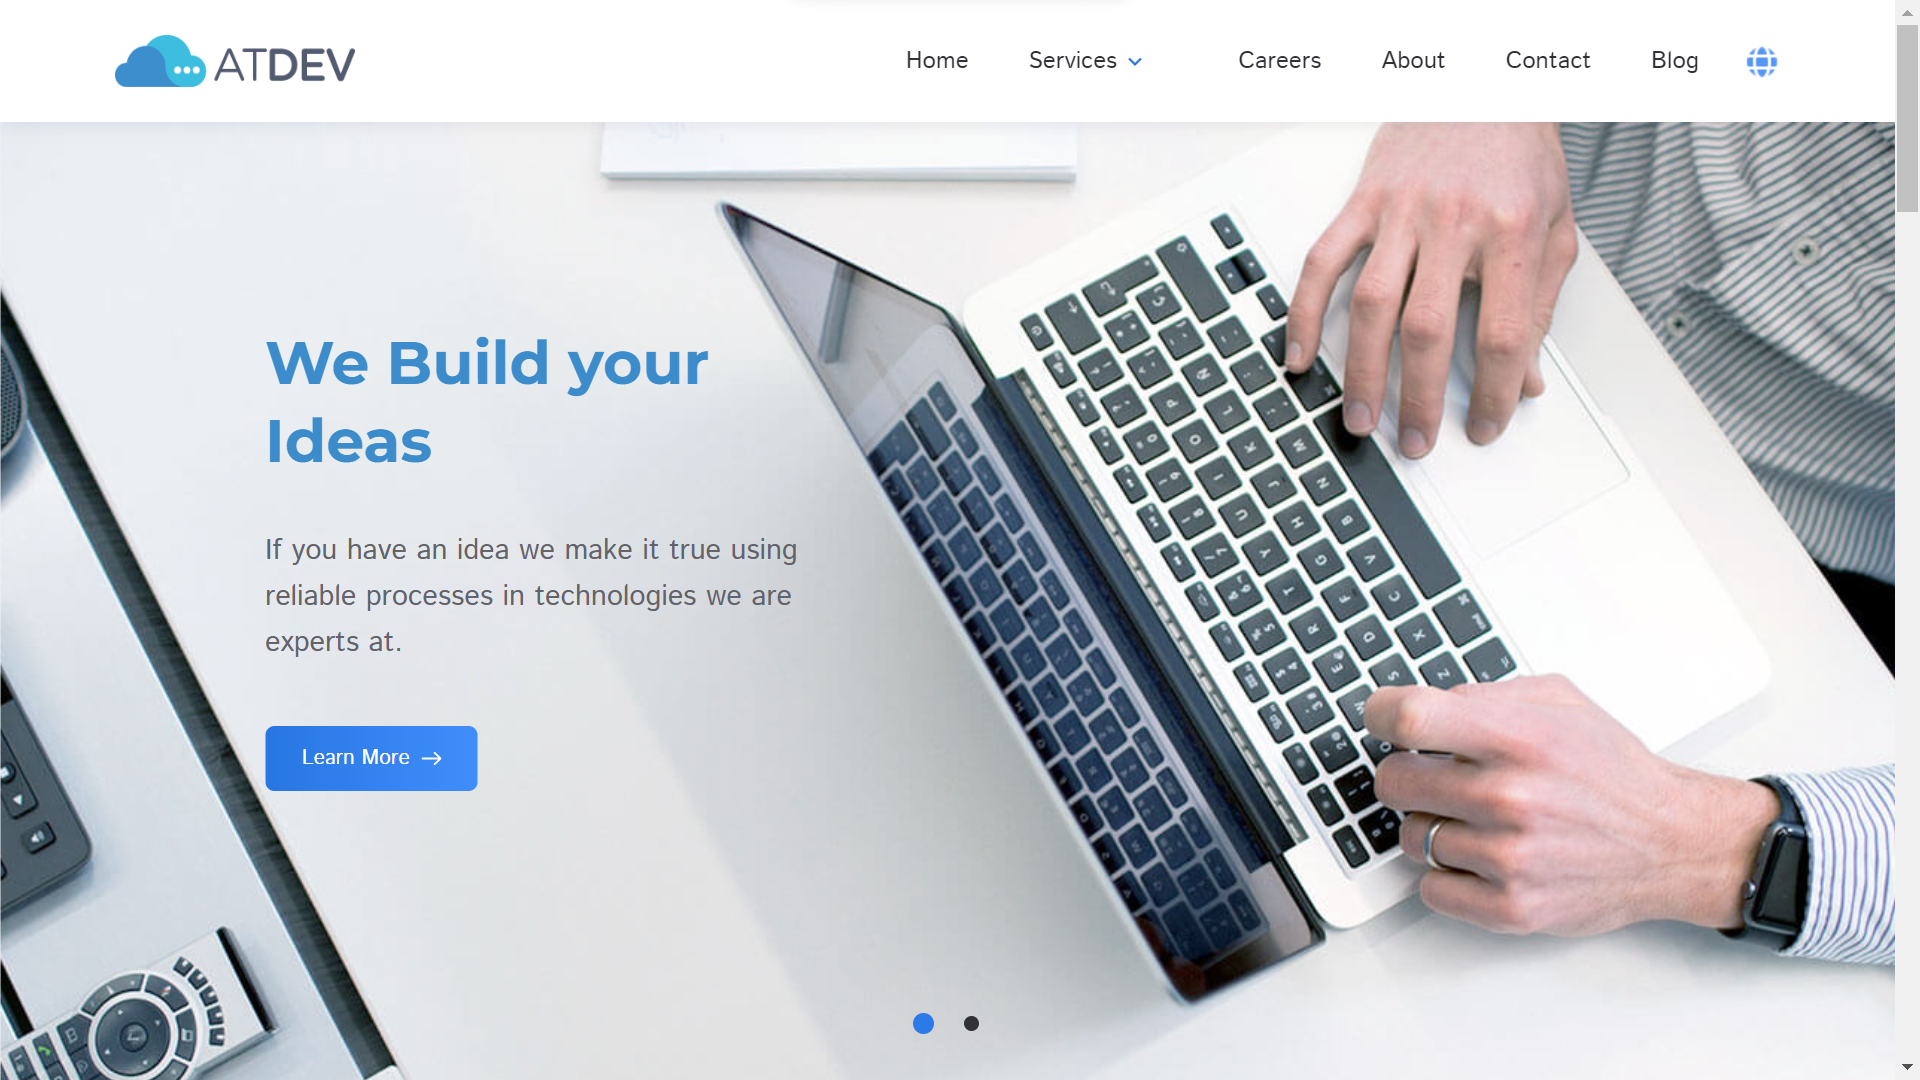 ATDEV
Home Services Careers About Contact Blog
We Build your
Ideas
If you have an idea we make it true using
reliable processes in technologies we are
experts at.
Learn More →